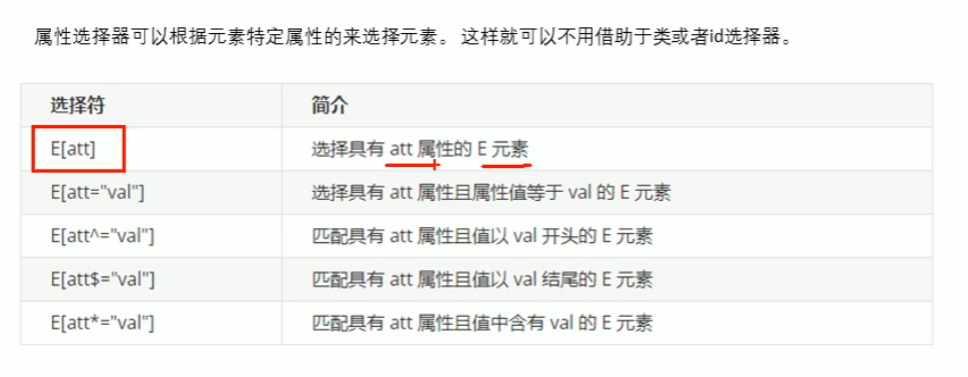 属性选择器可以根据元素特定属性的来选择元素。 这样就可以不用借助于类或者id选择器。
选择符 简介
E[att] 选择具有 att 属性的 E 元素
E[att="val"] 选择具有 att 属性且属性值等于 val 的 E 元素
E[att^="val"] 匹配具有 att 属性且值以 val 开头的 E 元素
E[att$="val"] 匹配具有 att 属性且值以 val 结尾的 E 元素
E[att*="val"] 匹配具有 att 属性且值中含有 val 的 E 元素